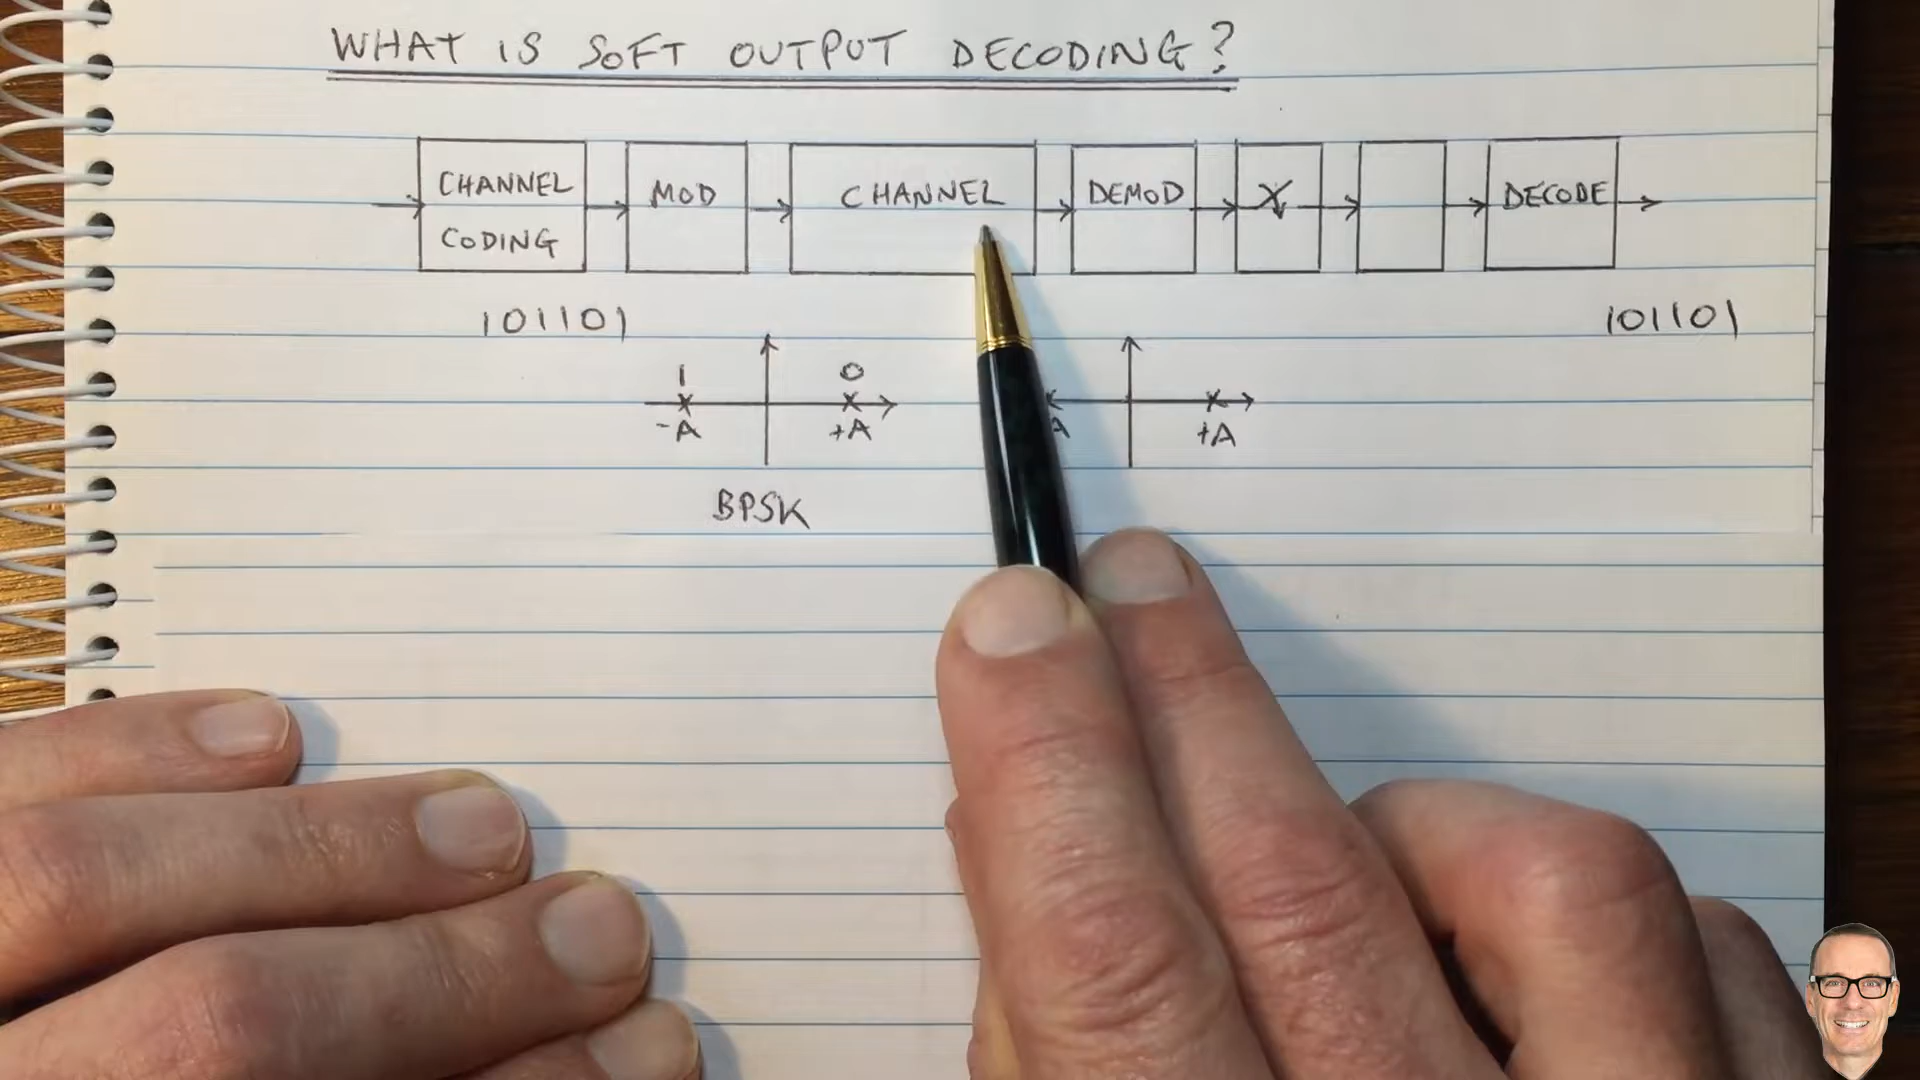 WHAT IS SOFT OUTPUT DECODING?
CHANNEL CODING
MOD
CHANNEL
DEMOD
DECODE
101101
101101
1
0
-A
+A
A
+A
BPSK